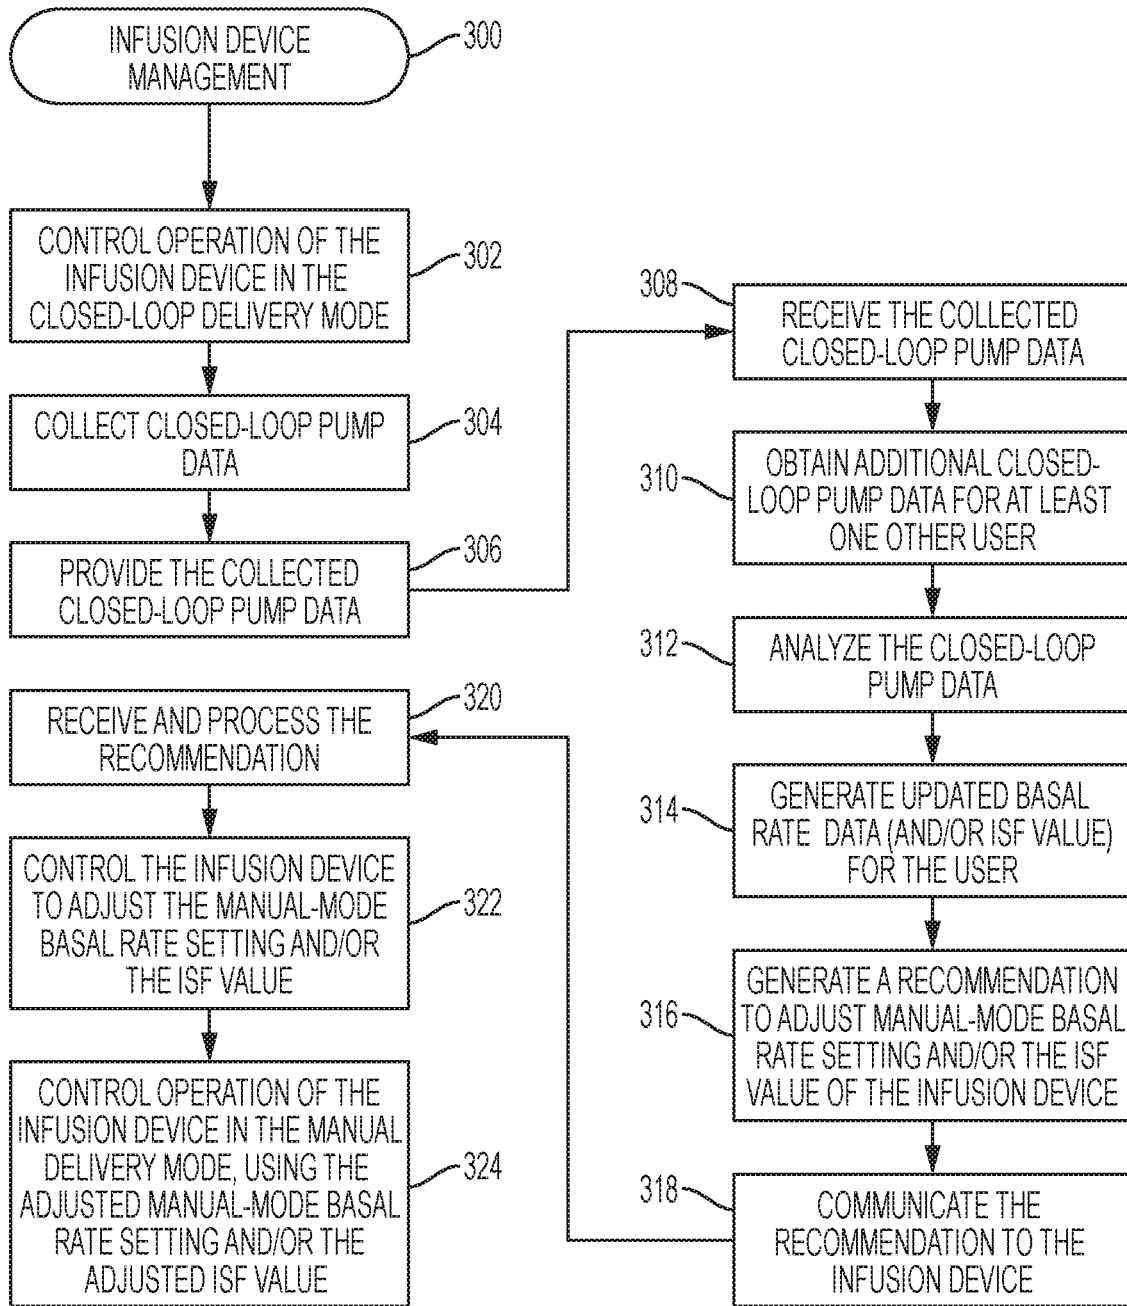 INFUSION DEVICE
MANAGEMENT
300
CONTROL OPERATION OF THE
INFUSION DEVICE IN THE
CLOSED-LOOP DELIVERY MODE
302
COLLECT CLOSED-LOOP PUMP
DATA
304
PROVIDE THE COLLECTED
CLOSED-LOOP PUMP DATA
306
308
RECEIVE THE COLLECTED
CLOSED-LOOP PUMP DATA
310
OBTAIN ADDITIONAL CLOSED-
LOOP PUMP DATA FOR AT LEAST
ONE OTHER USER
312
ANALYZE THE CLOSED-LOOP
PUMP DATA
314
GENERATE UPDATED BASAL
RATE DATA (AND/OR ISF VALUE)
FOR THE USER
316
GENERATE A RECOMMENDATION
TO ADJUST MANUAL-MODE BASAL
RATE SETTING AND/OR THE ISF
VALUE OF THE INFUSION DEVICE
318
COMMUNICATE THE
RECOMMENDATION TO THE
INFUSION DEVICE
RECEIVE AND PROCESS THE
RECOMMENDATION
320
CONTROL THE INFUSION DEVICE
TO ADJUST THE MANUAL-MODE
BASAL RATE SETTING AND/OR
THE ISF VALUE
322
CONTROL OPERATION OF THE
INFUSION DEVICE IN THE MANUAL
DELIVERY MODE, USING THE
ADJUSTED MANUAL-MODE BASAL
RATE SETTING AND/OR THE
ADJUSTED ISF VALUE
324